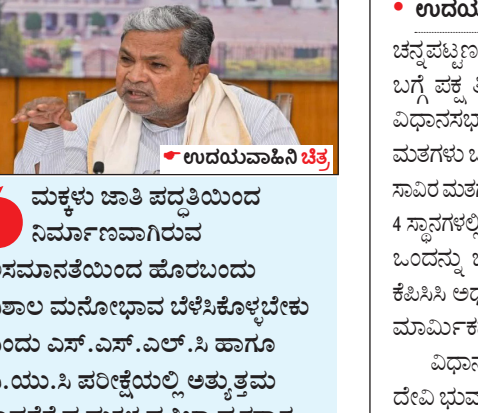 ಉದಯವಾಹಿನಿ ಚಿತ್ರ
ಮಕ್ಕಳು ಜಾತಿ ಪದ್ಧತಿಯಿಂದ
ನಿರ್ಮಾಣವಾಗಿರುವ
ಸಮಾನತೆಯಿಂದ ಹೊರಬಂದು
ಶಾಲ ಮನೋಭಾವ ಬೆಳೆಸಿಕೊಳ್ಳಬೇಕು
ಂದು ಎಸ್.ಎಸ್.ಎಲ್.ಸಿ ಹಾಗೂ
.ಯು.ಸಿ ಪರೀಕ್ಷೆಯಲ್ಲಿ ಅತ್ಯುತ್ತಮ
• ಉದಯ
ಚನ್ನಪಟ್ಟಣ
ಬಗ್ಗೆ ಪಕ್ಷ
ವಿಧಾನಸಭಾ
ಮತಗಳು
ಸಾವಿರ ಮತಗ
4 ಸ್ಥಾನಗಳಲ್ಲಿ
ಒಂದನ್ನು
ಕೆಪಿಸಿಸಿ ಅಧ
ಮಾರ್ಮಿಕ
ವಿಧಾನ
ದೇವಿ ಭುವ